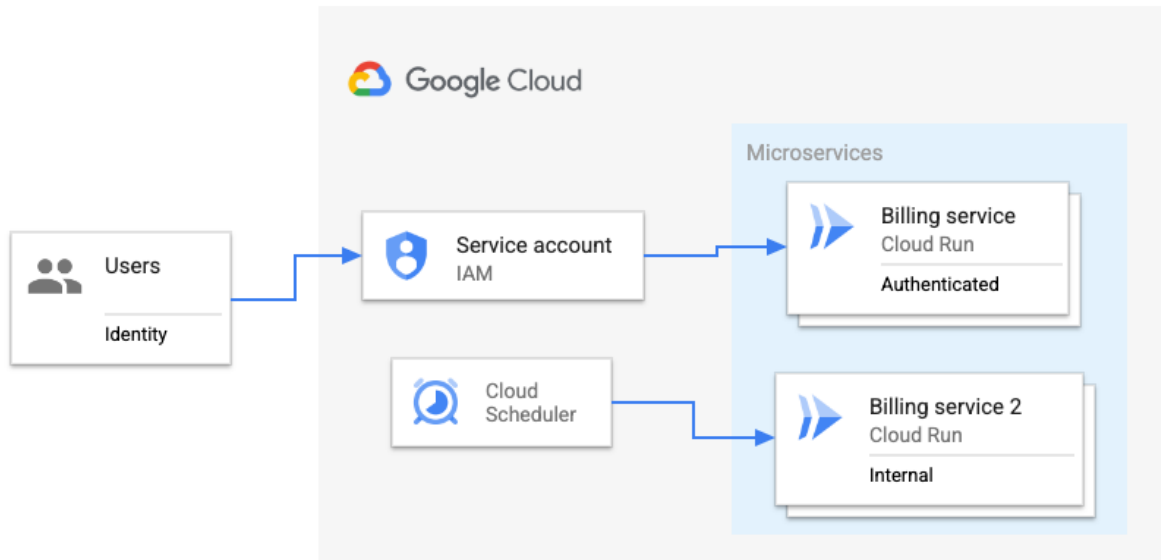 Google Cloud
Microservices
Users
Identity
Service account
IAM
Billing service
Cloud Run
Authenticated
Cloud
Scheduler
Billing service 2
Cloud Run
Internal